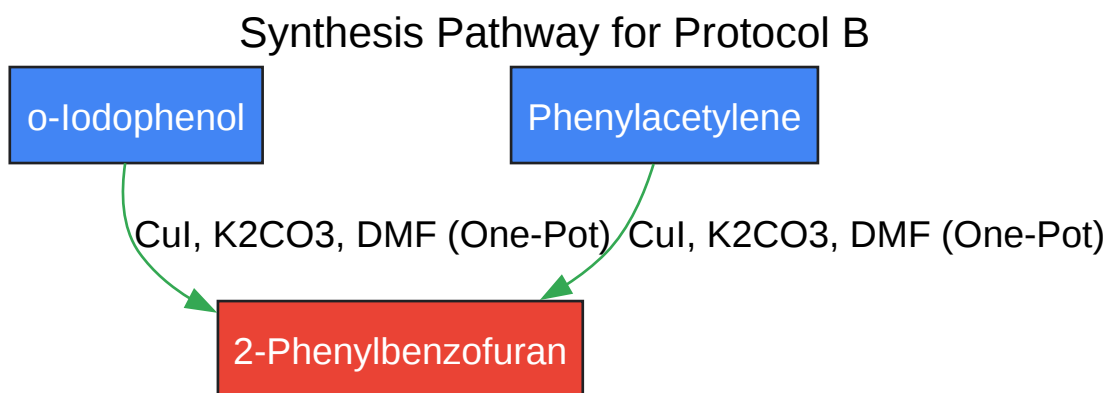 Synthesis Pathway for Protocol B
o-Iodophenol
Phenylacetylene
CuI, K2CO3, DMF (One-Pot)
CuI, K2CO3, DMF (One-Pot)
2-Phenylbenzofuran